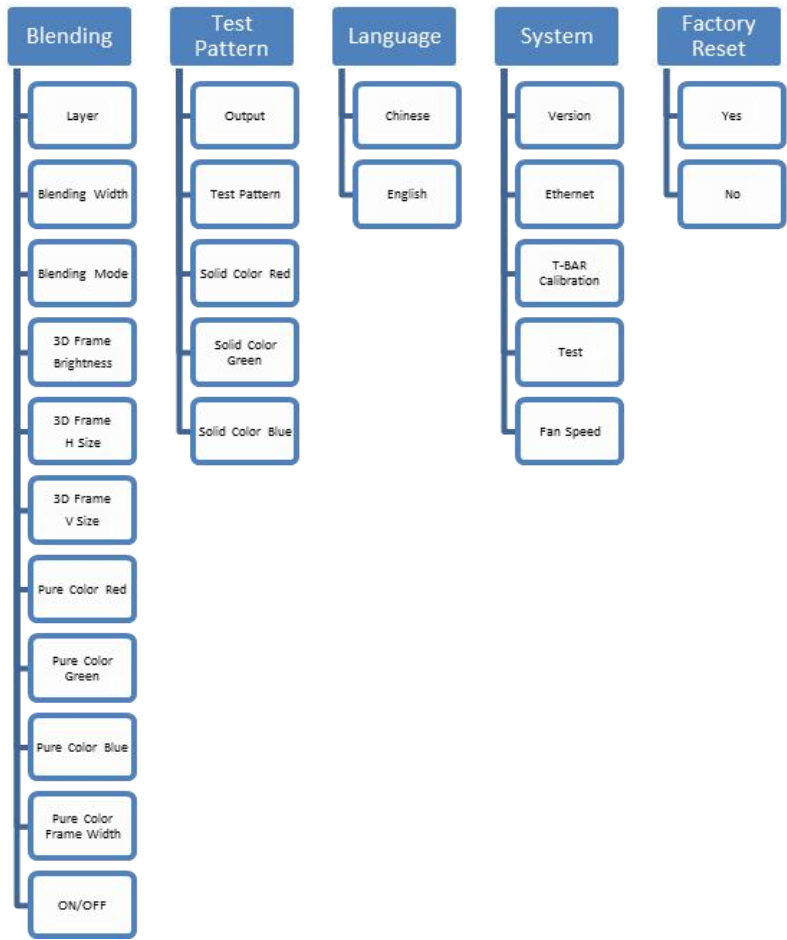 Blending
Layer
Blending Width
Blending Mode
3D Frame
Brightness
3D Frame
H Size
3D Frame
V Size
Pure Color Red
Pure Color
Green
Pure Color Blue
Pure Color
Frame Width
ON/OFF
Test
Pattern
Output
Test Pattern
Solid Color Red
Solid Color
Green
Solid Color Blue
Language
Chinese
English
System
Version
Ethernet
T-BAR
Calibration
Test
Fan Speed
Factory
Reset
Yes
No